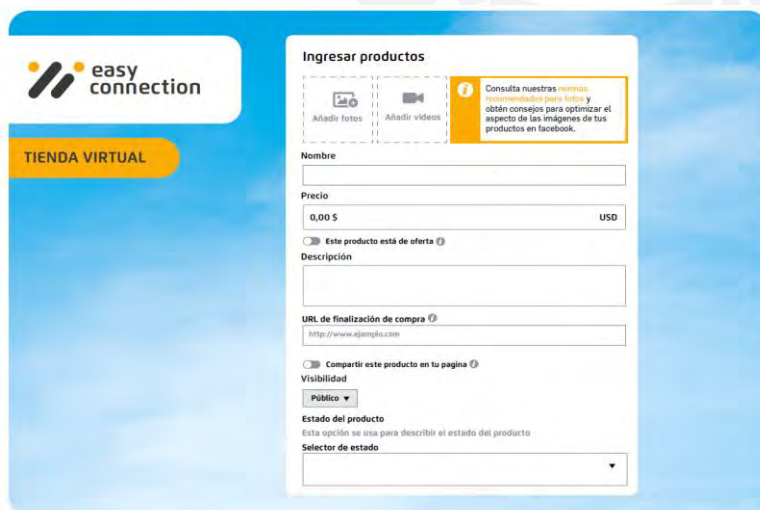 easy
connection
TIENDA VIRTUAL
Ingresar productos
Añadir fotos
Añadir videos
Consulta nuestras normas
recomendadas para fotos y
obtén consejos para optimizar el
aspecto de las imágenes de tus
productos en facebook.
Nombre
Precio
0,00 $ USD
Este producto está de oferta
Descripción
URL de finalización de compra
http://www.ejemplo.com
Compartir este producto en tu pagina
Visibilidad
Público
Estado del producto
Esta opción se usa para describir el estado del producto
Selector de estado